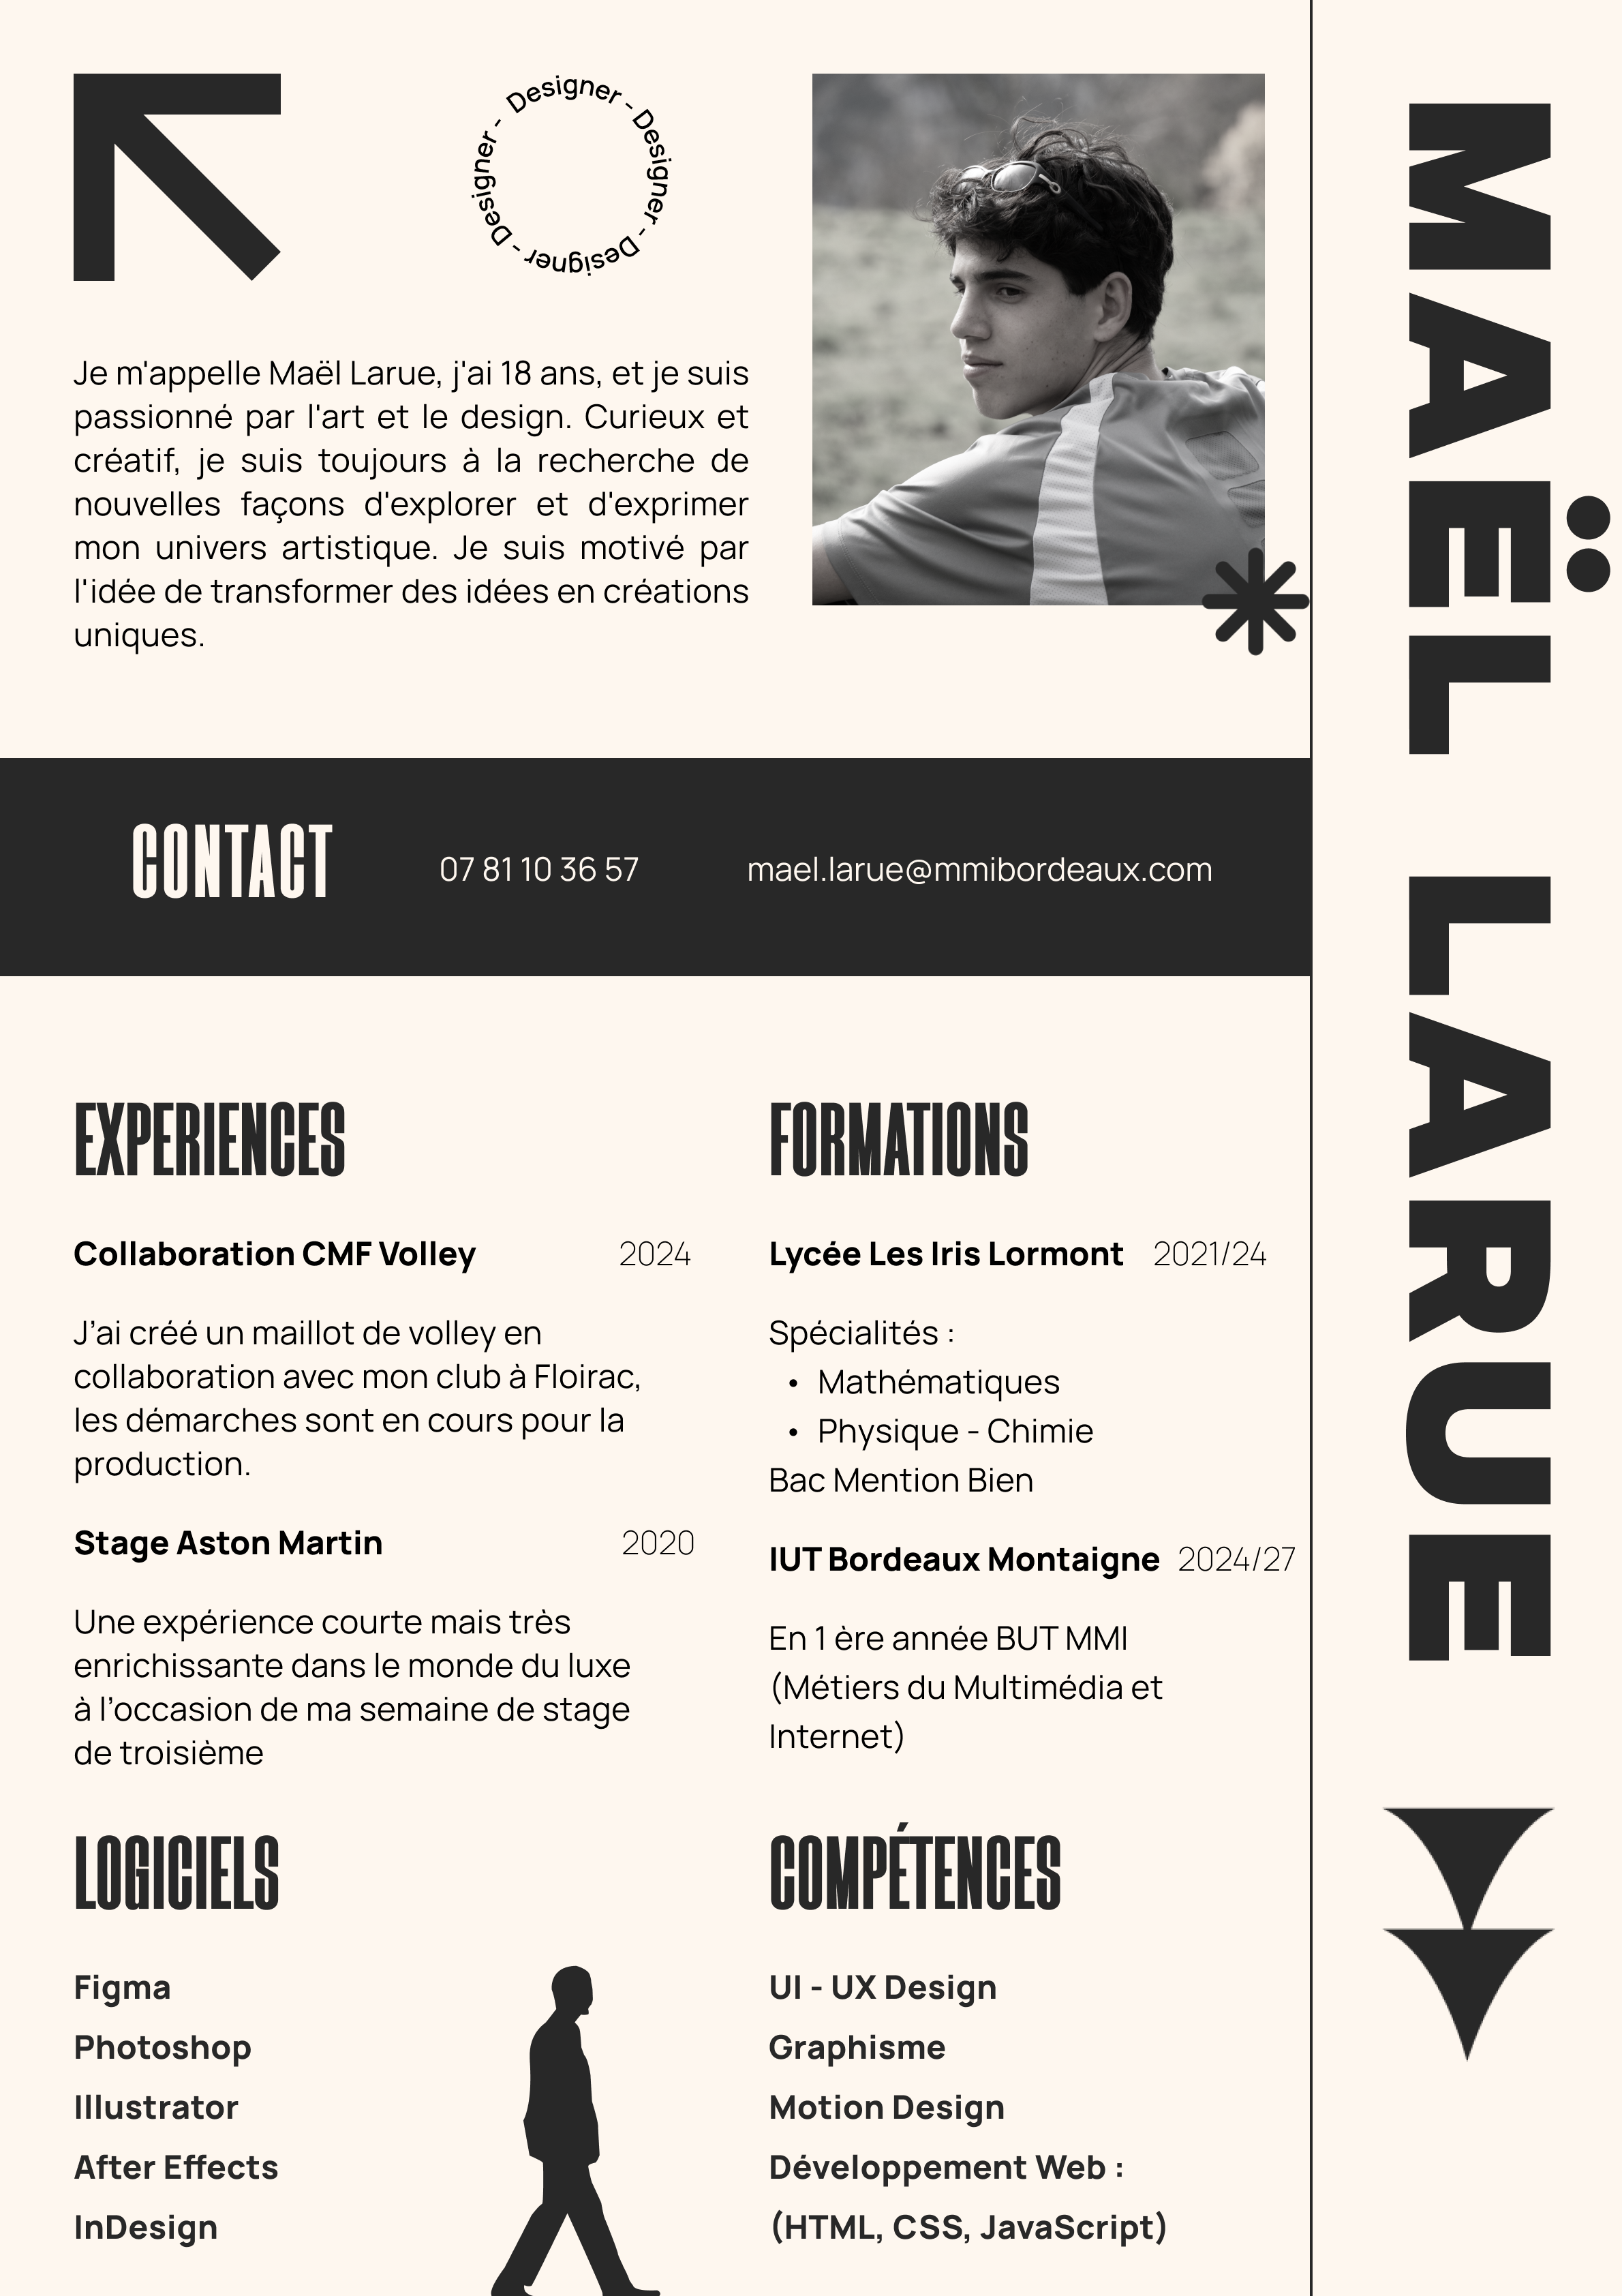 Designer - Designer - Designer - Designer - Designer -
Je m'appelle Maël Larue, j'ai 18 ans, et je suis
passionné par l'art et le design. Curieux et
créatif, je suis toujours à la recherche de
nouvelles façons d'explorer et d'exprimer
mon univers artistique. Je suis motivé par
l'idée de transformer des idées en créations
uniques.
MAËL LARUE
CONTACT
07 81 10 36 57
mael.larue@mmibordeaux.com
EXPERIENCES
Collaboration CMF Volley 2024
J’ai créé un maillot de volley en
collaboration avec mon club à Floirac,
les démarches sont en cours pour la
production.
Stage Aston Martin 2020
Une expérience courte mais très
enrichissante dans le monde du luxe
à l’occasion de ma semaine de stage
de troisième
FORMATIONS
Lycée Les Iris Lormont 2021/24
Spécialités :
• Mathématiques
• Physique - Chimie
Bac Mention Bien
IUT Bordeaux Montaigne 2024/27
En 1 ère année BUT MMI
(Métiers du Multimédia et
Internet)
LOGICIELS
Figma
Photoshop
Illustrator
After Effects
InDesign
COMPÉTENCES
UI - UX Design
Graphisme
Motion Design
Développement Web :
(HTML, CSS, JavaScript)